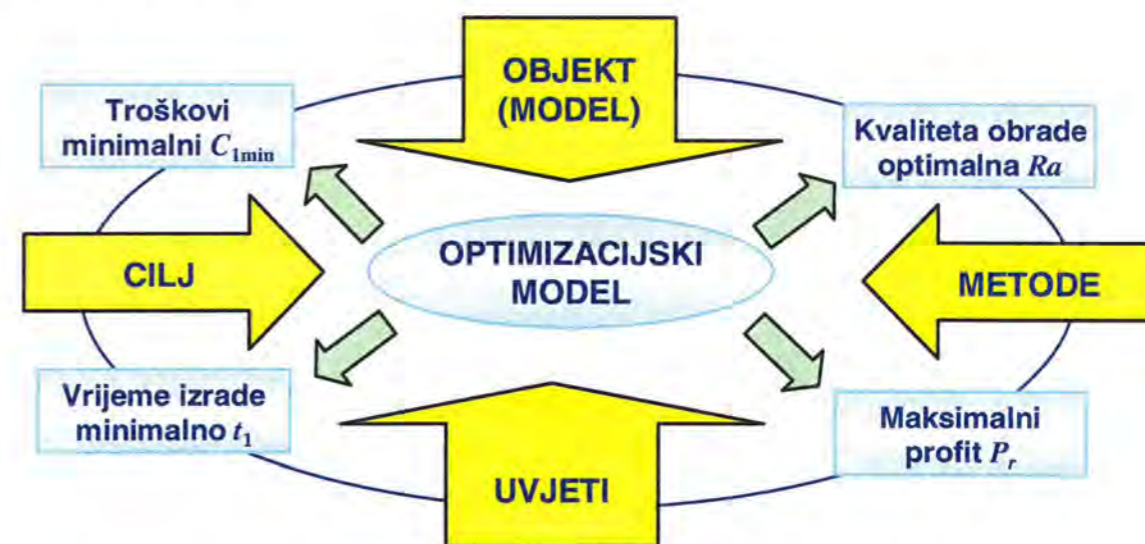 OBJEKT
(MODEL)
Troškovi
minimalni C1min
Kvaliteta obrade
optimalna Ra
CILJ
OPTIMIZACIJSKI
MODEL
METODE
Vrijeme izrade
minimalno t1
UVJETI
Maksimalni
profit Pr